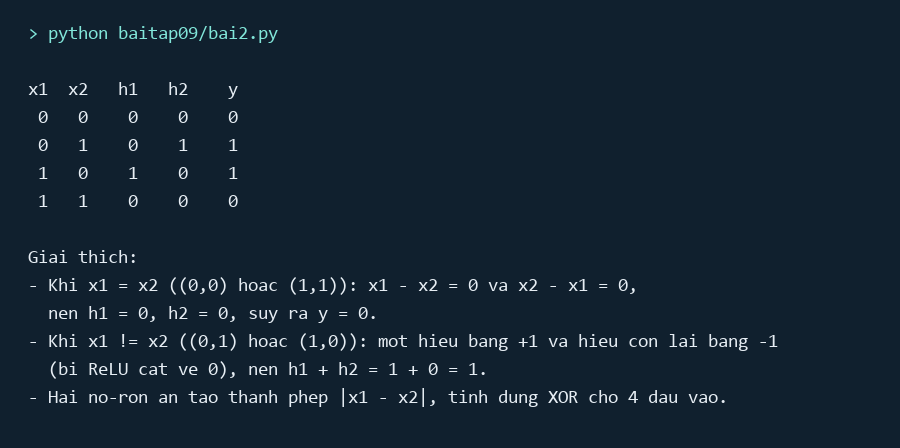 > python baitap09/bai2.py
x1 x2 h1 h2 y
0 0 0 0 0
0 1 0 1 1
1 0 1 0 1
1 1 0 0 0
Giai thich:
- Khi x1 = x2 ((0,0) hoac (1,1)): x1 - x2 = 0 va x2 - x1 = 0,
nen h1 = 0, h2 = 0, suy ra y = 0.
- Khi x1 != x2 ((0,1) hoac (1,0)): mot hieu bang +1 va hieu con lai bang -1
(bi ReLU cat ve 0), nen h1 + h2 = 1 + 0 = 1.
- Hai no-ron an tao thanh phep |x1 - x2|, tinh dung XOR cho 4 dau vao.